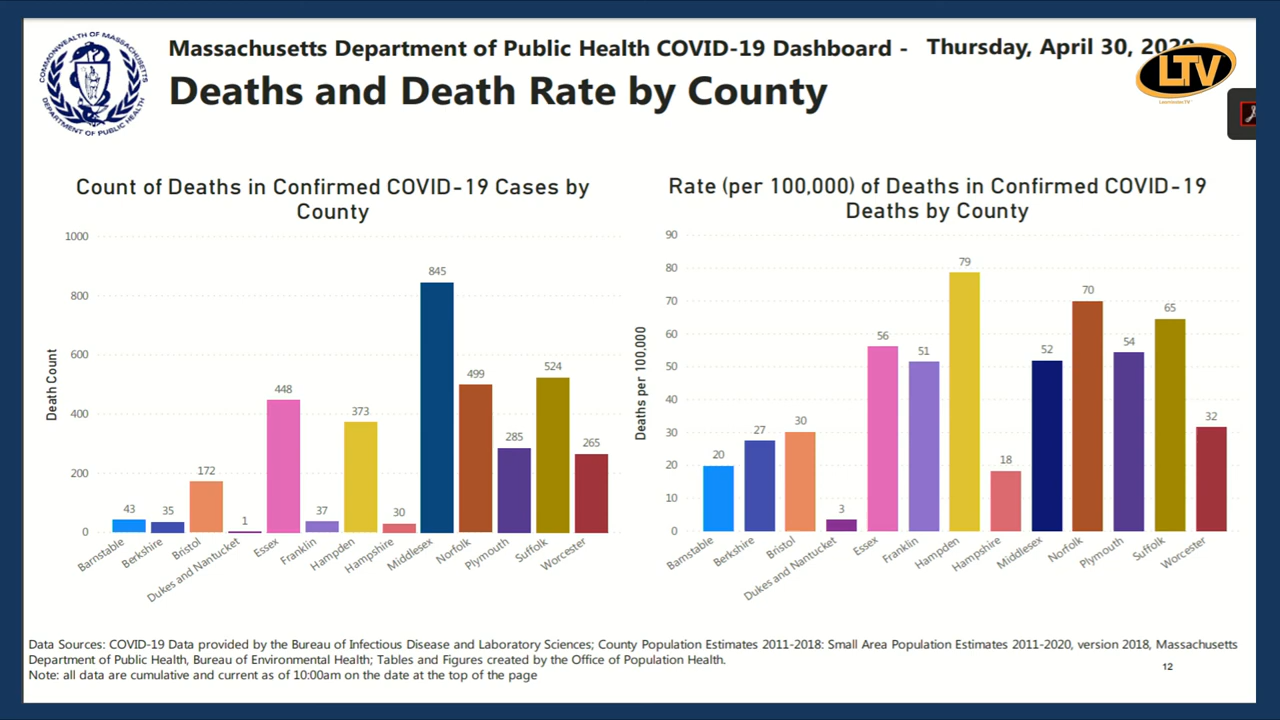 Massachusetts Department of Public Health COVID-19 Dashboard - Thursday, April 30, 2020
Deaths and Death Rate by County
COMMONWEALTH OF MASSACHUSETTS
DEPARTMENT OF PUBLIC HEALTH
LTV
Count of Deaths in Confirmed COVID-19 Cases by
County
Death Count
1000
800
600
400
200
0
43
35
172
1
448
37
373
30
845
499
285
524
265
Barnstable
Berkshire
Bristol
Dukes and Nantucket
Essex
Franklin
Hampden
Hampshire
Middlesex
Norfolk
Plymouth
Suffolk
Worcester
Rate (per 100,000) of Deaths in Confirmed COVID-19
Deaths by County
Deaths per 100,000
90
80
70
60
50
40
30
20
10
0
20
27
30
3
56
51
79
18
52
70
54
65
32
Barnstable
Berkshire
Bristol
Dukes and Nantucket
Essex
Franklin
Hampden
Hampshire
Middlesex
Norfolk
Plymouth
Suffolk
Worcester
Data Sources: COVID-19 Data provided by the Bureau of Infectious Disease and Laboratory Sciences; County Population Estimates 2011-2018: Small Area Population Estimates 2011-2020, version 2018, Massachusetts
Department of Public Health, Bureau of Environmental Health; Tables and Figures created by the Office of Population Health.
Note: all data are cumulative and current as of 10:00am on the date at the top of the page
12